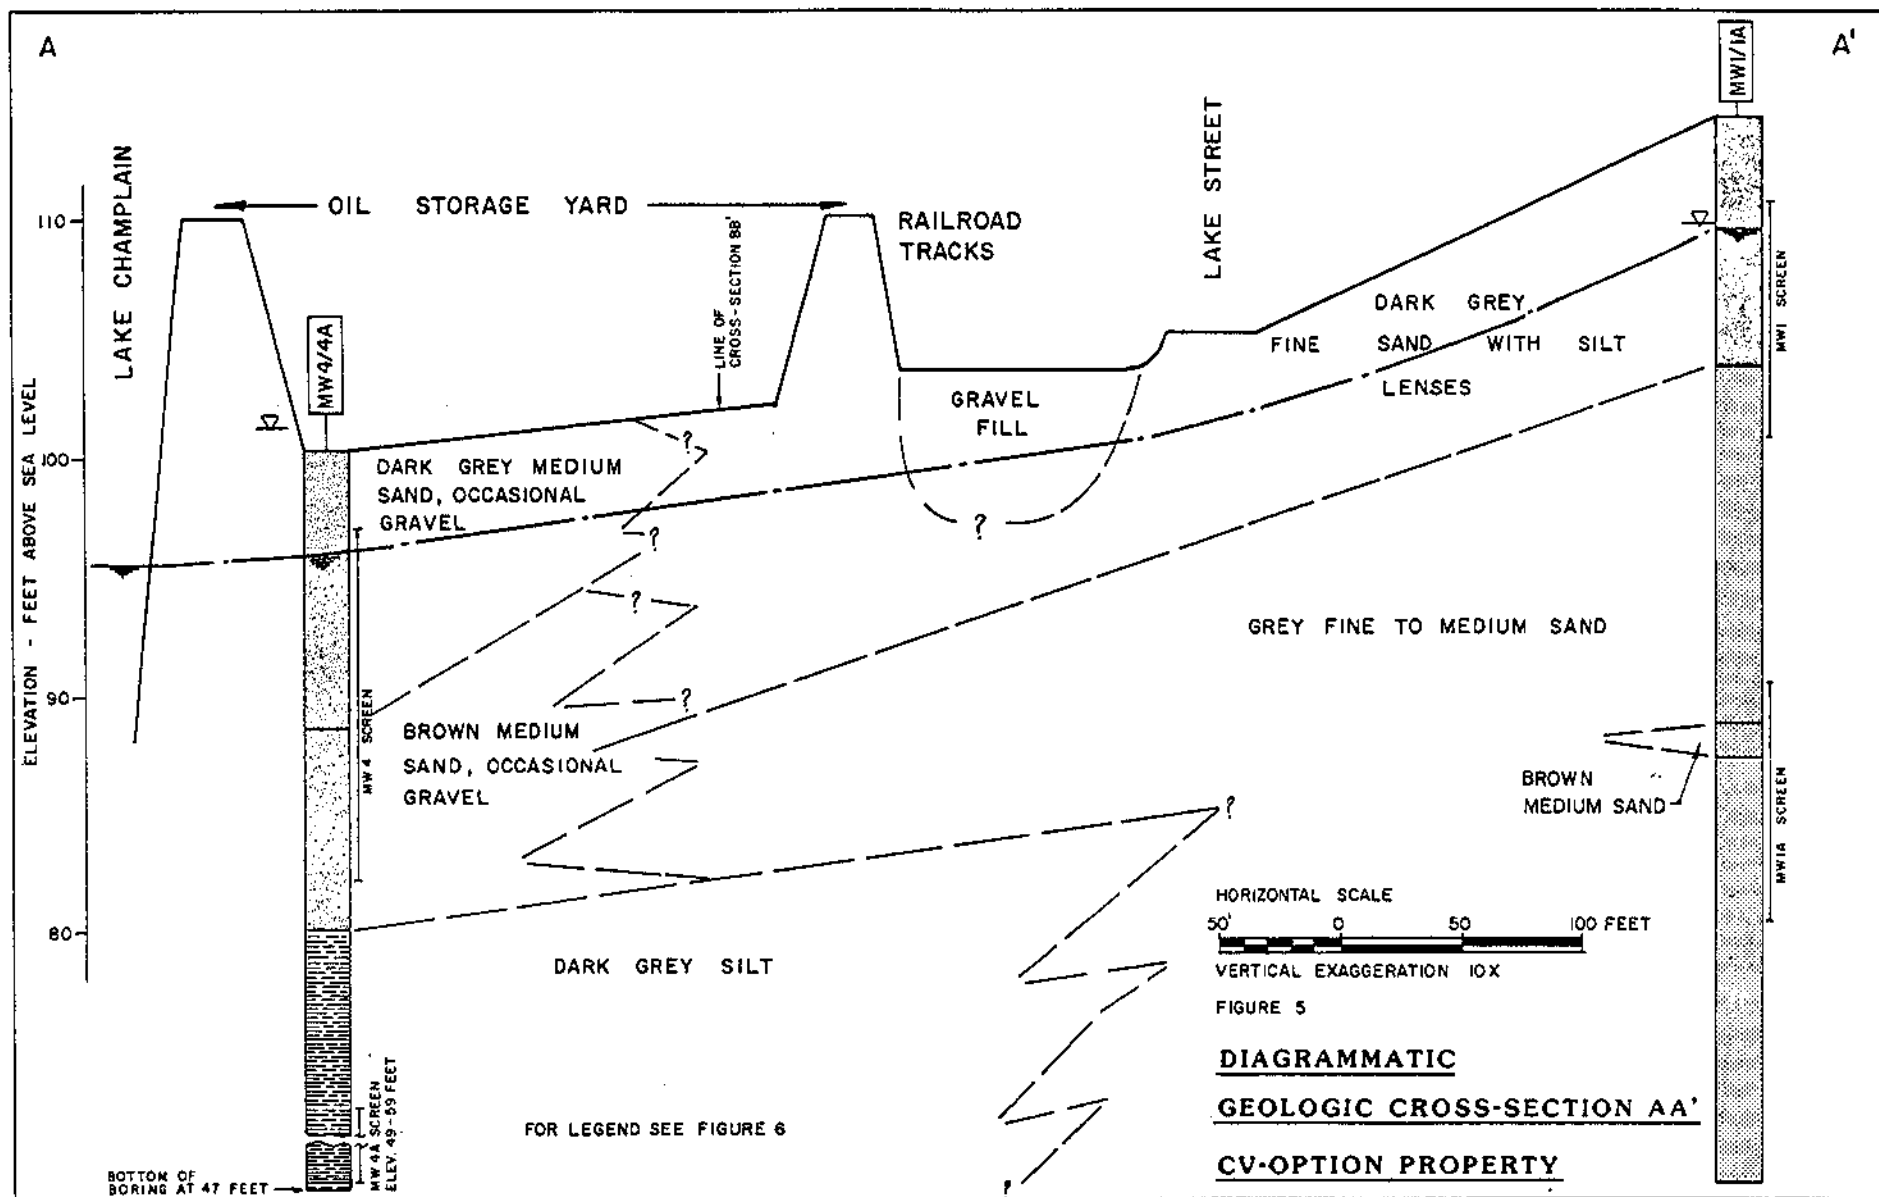 A
A'
MW1/1A
LAKE CHAMPLAIN
OIL STORAGE YARD
LINE OF
CROSS-SECTION BB'
RAILROAD
TRACKS
LAKE STREET
110
100
90
80
ELEVATION - FEET ABOVE SEA LEVEL
MW4/4A
DARK GREY
FINE SAND WITH SILT
LENSES
MW1 SCREEN
GRAVEL
FILL
?
DARK GREY MEDIUM
SAND, OCCASIONAL
GRAVEL
?
?
?
?
GREY FINE TO MEDIUM SAND
MW 4 SCREEN
BROWN MEDIUM
SAND, OCCASIONAL
GRAVEL
BROWN
MEDIUM SAND
MW1A SCREEN
?
DARK GREY SILT
HORIZONTAL SCALE
50' 0 50 100 FEET
VERTICAL EXAGGERATION 10X
FIGURE 5
DIAGRAMMATIC
GEOLOGIC CROSS-SECTION AA'
CV-OPTION PROPERTY
FOR LEGEND SEE FIGURE 6
MW 4A SCREEN
ELEV. 49-59 FEET
BOTTOM OF
BORING AT 47 FEET
?